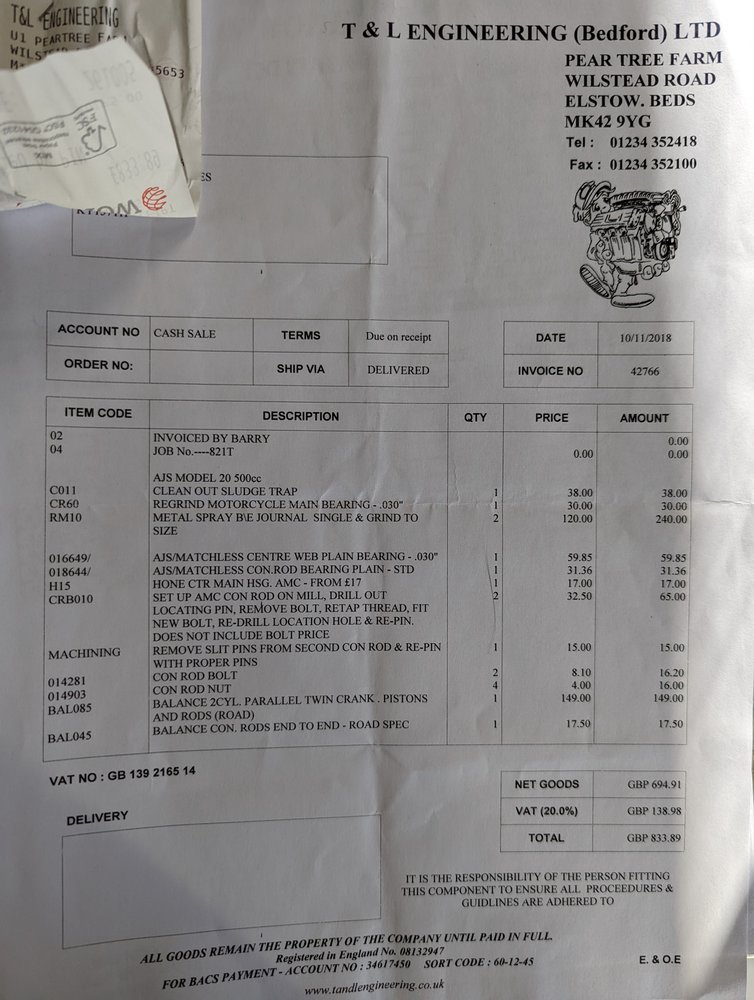 T&L ENGINEERING
U1 PEARTREE
5653
T & L ENGINEERING (Bedford) LTD
PEAR TREE FARM
WILSTEAD ROAD
ELSTOW. BEDS
MK42 9YG
Tel : 01234 352418
Fax : 01234 352100
£833.89
ACCOUNT NO CASH SALE TERMS Due on receipt
ORDER NO: SHIP VIA DELIVERED
DATE 10/11/2018
INVOICE NO 42766
ITEM CODE DESCRIPTION QTY PRICE AMOUNT
02 INVOICED BY BARRY 0.00
04 JOB No.----821T 0.00 0.00
AJS MODEL 20 500cc
C011 CLEAN OUT SLUDGE TRAP 1 38.00 38.00
CR60 REGRIND MOTORCYCLE MAIN BEARING - .030" 1 30.00 30.00
RM10 METAL SPRAY B\E JOURNAL SINGLE & GRIND TO 2 120.00 240.00
SIZE
016649/ AJS/MATCHLESS CENTRE WEB PLAIN BEARING - .030" 1 59.85 59.85
018644/ AJS/MATCHLESS CON.ROD BEARING PLAIN - STD 1 31.36 31.36
H15 HONE CTR MAIN HSG. AMC - FROM £17 1 17.00 17.00
CRB010 SET UP AMC CON ROD ON MILL, DRILL OUT 2 32.50 65.00
LOCATING PIN, REMOVE BOLT, RETAP THREAD, FIT
NEW BOLT, RE-DRILL LOCATION HOLE & RE-PIN.
DOES NOT INCLUDE BOLT PRICE
MACHINING REMOVE SLIT PINS FROM SECOND CON ROD & RE-PIN 1 15.00 15.00
WITH PROPER PINS
014281 CON ROD BOLT 2 8.10 16.20
014903 CON ROD NUT 4 4.00 16.00
BAL085 BALANCE 2CYL. PARALLEL TWIN CRANK . PISTONS 1 149.00 149.00
AND RODS (ROAD)
BAL045 BALANCE CON. RODS END TO END - ROAD SPEC 1 17.50 17.50
VAT NO : GB 139 2165 14
NET GOODS GBP 694.91
VAT (20.0%) GBP 138.98
TOTAL GBP 833.89
DELIVERY
IT IS THE RESPONSIBILITY OF THE PERSON FITTING
THIS COMPONENT TO ENSURE ALL PROCEEDURES &
GUIDLINES ARE ADHERED TO
ALL GOODS REMAIN THE PROPERTY OF THE COMPANY UNTIL PAID IN FULL.
Registered in England No. 08132947
FOR BACS PAYMENT - ACCOUNT NO : 34617450 SORT CODE : 60-12-45
E. & O.E
www.tandlengineering.co.uk